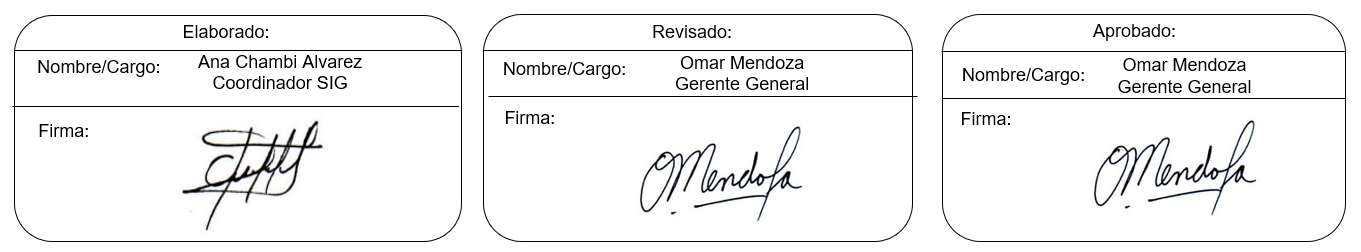 Elaborado:
Nombre/Cargo:
Ana Chambi Alvarez
Coordinador SIG
Firma:
Revisado:
Nombre/Cargo:
Omar Mendoza
Gerente General
Firma:
OMendoza
Aprobado:
Nombre/Cargo:
Omar Mendoza
Gerente General
Firma:
OMendoza